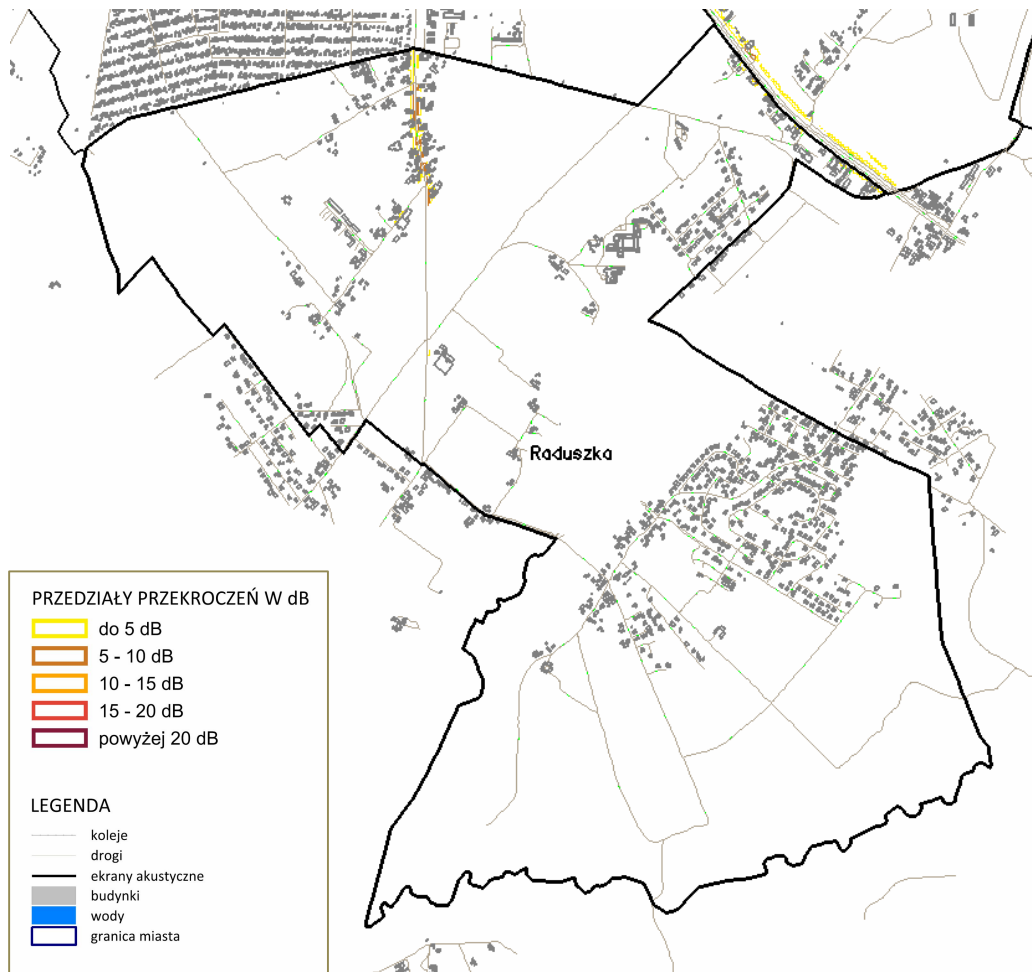 Raduszka
PRZEDZIAŁY PRZEKROCZEŃ W dB
do 5 dB
5 - 10 dB
10 - 15 dB
15 - 20 dB
powyżej 20 dB
LEGENDA
koleje
drogi
ekrany akustyczne
budynki
wody
granica miasta